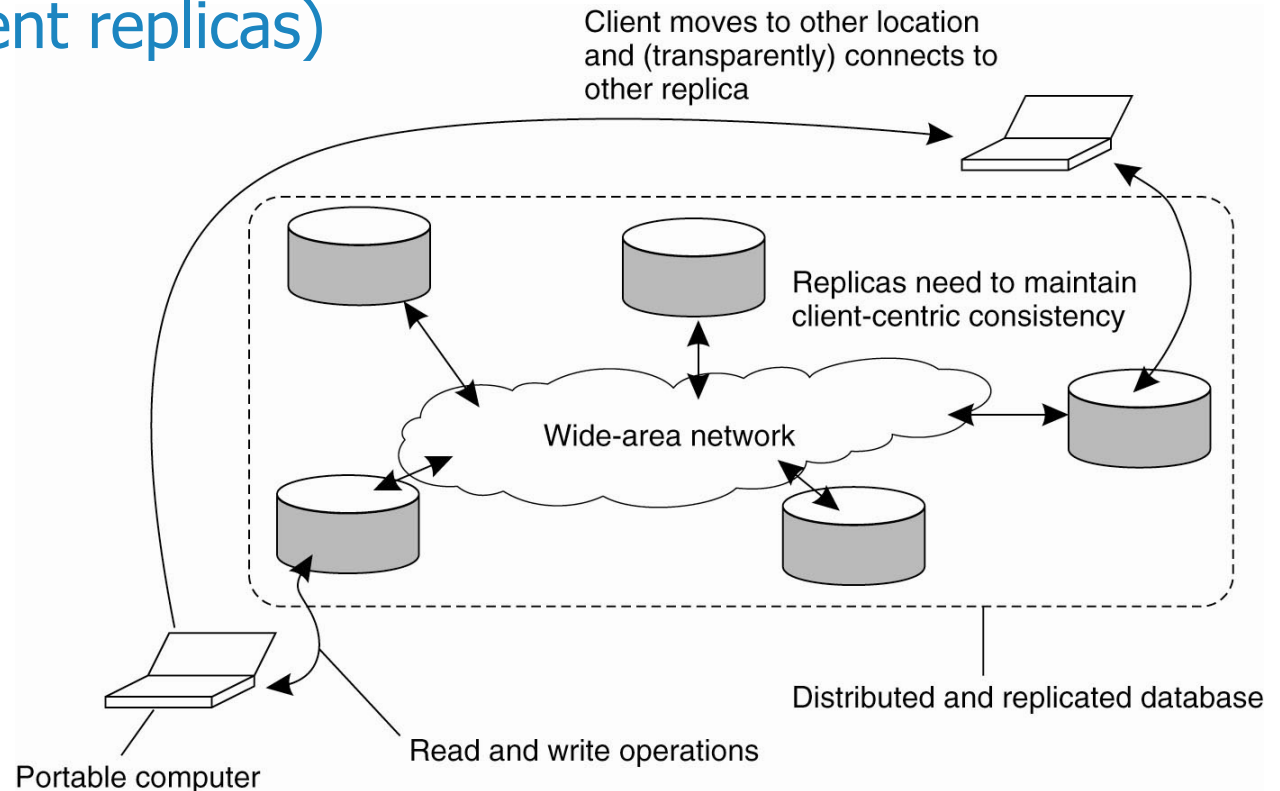 ent replicas)
Client moves to other location
and (transparently) connects to
other replica
Replicas need to maintain
client-centric consistency
Wide-area network
Distributed and replicated database
Read and write operations
Portable computer